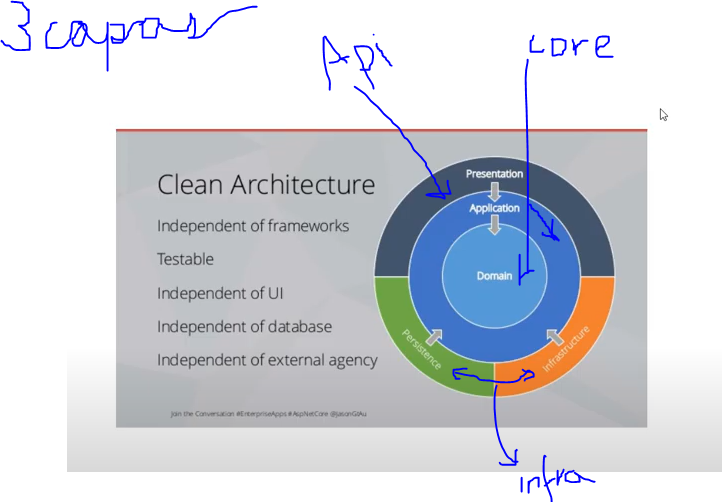 3 capas
Api
core
Presentation
Clean Architecture
Application
Independent of frameworks
Testable
Domain
Independent of UI
Independent of database
Persistence
Infrastructure
Independent of external agency
Join the Conversation #EnterpriseApps #AspNetCore @JasonGtAu
infra